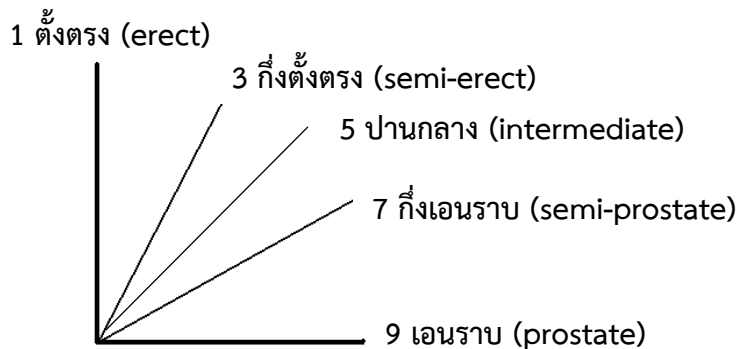 1 ตั้งตรง (erect)
3 กึ่งตั้งตรง (semi-erect)
5 ปานกลาง (intermediate)
7 กึ่งเอนราบ (semi-prostate)
9 เอนราบ (prostate)